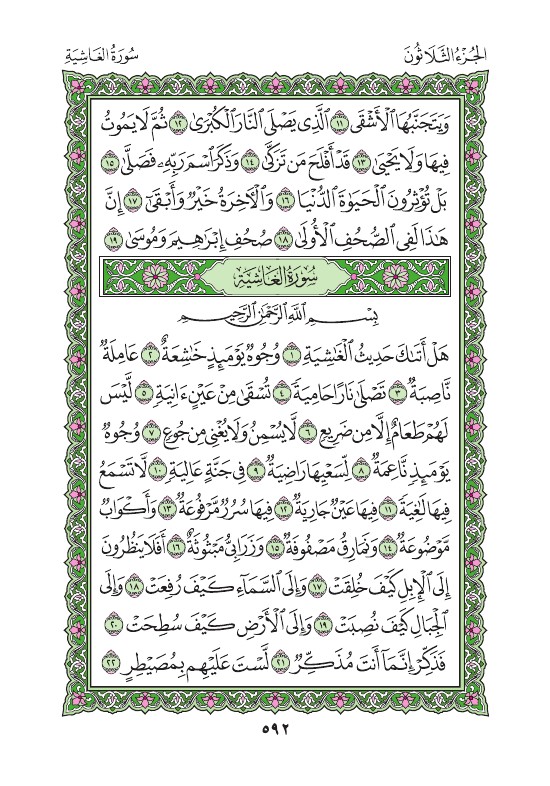 الجُزْءُ الثَّلَاثُونَ
سُورَةُ الغَاشِيَةِ
وَيَتَجَنَّبُهَا ٱلْأَشْقَى ١١ ٱلَّذِى يَصْلَى ٱلنَّارَ ٱلْكُبْرَىٰ ١٢ ثُمَّ لَا يَمُوتُ
فِيهَا وَلَا يَحْيَىٰ ١٣ قَدْ أَفْلَحَ مَن تَزَكَّىٰ ١٤ وَذَكَرَ ٱسْمَ رَبِّهِۦ فَصَلَّىٰ ١٥
بَلْ تُؤْثِرُونَ ٱلْحَيَوٰةَ ٱلدُّنْيَا ١٦ وَٱلْءَاخِرَةُ خَيْرٌ وَأَبْقَىٰٓ ١٧ إِنَّ
هَٰذَا لَفِى ٱلصُّحُفِ ٱلْأُولَىٰ ١٨ صُحُفِ إِبْرَٰهِيمَ وَمُوسَىٰ ١٩
سُورَةُ الغَاشِيَةِ
بِسْمِ ٱللَّهِ ٱلرَّحْمَٰنِ ٱلرَّحِيمِ
هَلْ أَتَىٰكَ حَدِيثُ ٱلْغَٰشِيَةِ ١ وُجُوهٌ يَوْمَئِذٍ خَٰشِعَةٌ ٢ عَامِلَةٌ
نَّاصِبَةٌ ٣ تَصْلَىٰ نَارًا حَامِيَةً ٤ تُسْقَىٰ مِنْ عَيْنٍ ءَانِيَةٍ ٥ لَّيْسَ
لَهُمْ طَعَامٌ إِلَّا مِن ضَرِيعٍ ٦ لَّا يُسْمِنُ وَلَا يُغْنِى مِن جُوعٍ ٧ وُجُوهٌ
يَوْمَئِذٍ نَّاعِمَةٌ ٨ لِّسَعْيِهَا رَاضِيَةٌ ٩ فِى جَنَّةٍ عَالِيَةٍ ١٠ لَّا تَسْمَعُ
فِيهَا لَٰغِيَةً ١١ فِيهَا عَيْنٌ جَارِيَةٌ ١٢ فِيهَا سُرُرٌ مَّرْفُوعَةٌ ١٣ وَأَكْوَابٌ
مَّوْضُوعَةٌ ١٤ وَنَمَارِقُ مَصْفُوفَةٌ ١٥ وَزَرَابِىُّ مَبْثُوثَةٌ ١٦ أَفَلَا يَنظُرُونَ
إِلَى ٱلْإِبِلِ كَيْفَ خُلِقَتْ ١٧ وَإِلَى ٱلسَّمَآءِ كَيْفَ رُفِعَتْ ١٨ وَإِلَى
ٱلْجِبَالِ كَيْفَ نُصِبَتْ ١٩ وَإِلَى ٱلْأَرْضِ كَيْفَ سُطِحَتْ ٢٠
فَذَكِّرْ إِنَّمَآ أَنتَ مُذَكِّرٌ ٢١ لَّسْتَ عَلَيْهِم بِمُصَيْطِرٍ ٢٢
٥٩٢